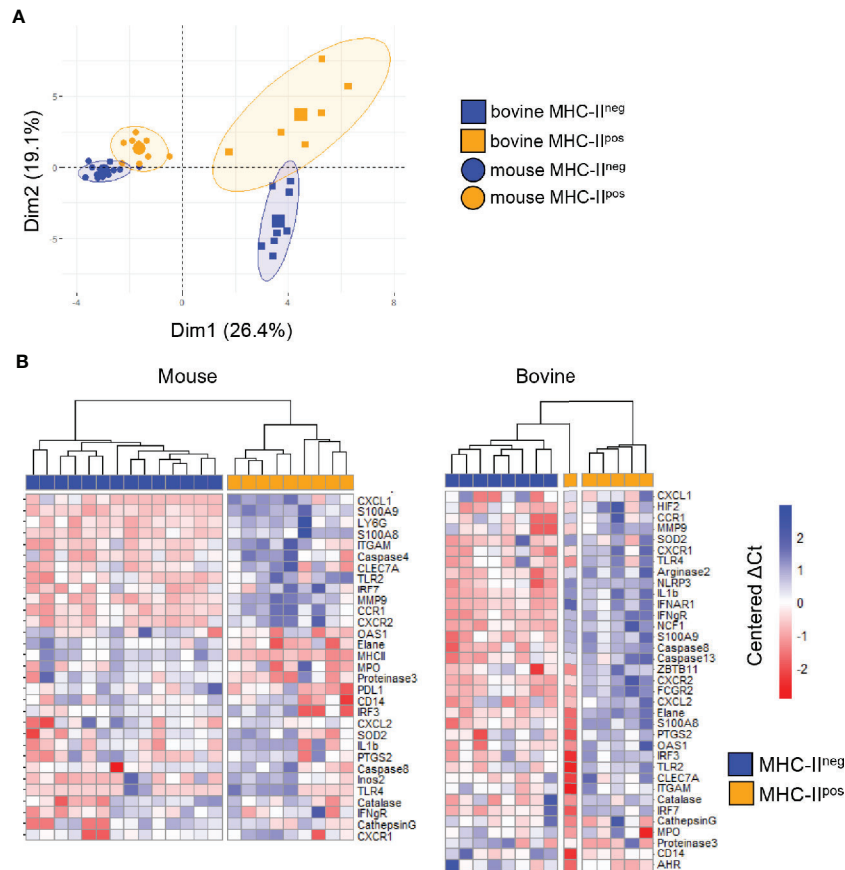 A
Dim2 (19.1%)
5
0
-5
-4
0
4
8
Dim1 (26.4%)
bovine MHC-IIneg
bovine MHC-IIpos
mouse MHC-IIneg
mouse MHC-IIpos
B
Mouse
CXCL1
S100A9
LY6G
S100A8
ITGAM
Caspase4
CLEC7A
TLR2
IRF7
MMP9
CCR1
CXCR2
OAS1
Elane
MHCII
MPO
Proteinase3
PDL1
CD14
IRF3
CXCL2
SOD2
IL1b
PTGS2
Caspase8
Inos2
TLR4
Catalase
IFNgR
CathepsinG
CXCR1
Bovine
CXCL1
HIF2
CCR1
MMP9
SOD2
CXCR1
TLR4
Arginase2
NLRP3
IL1b
IFNAR1
IFNgR
NCF1
S100A9
Caspase8
Caspase13
ZBTB11
CXCR2
FCGR2
CXCL2
Elane
S100A8
PTGS2
OAS1
IRF3
TLR2
CLEC7A
ITGAM
Catalase
IRF7
CathepsinG
MPO
Proteinase3
CD14
AHR
Centered ΔCt
2
1
0
-1
-2
MHC-IIneg
MHC-IIpos